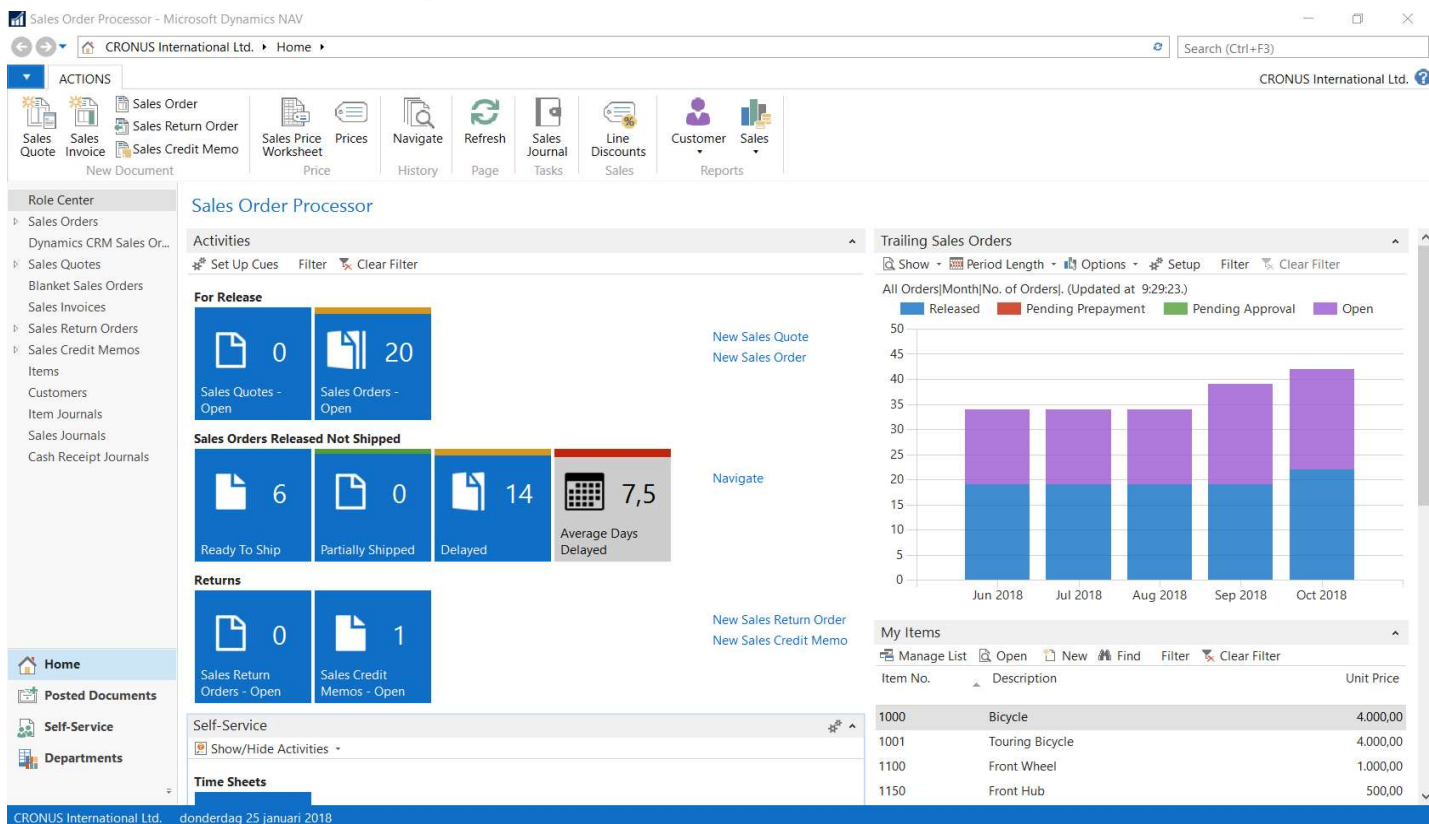 Sales Order Processor - Microsoft Dynamics NAV
CRONUS International Ltd. Home
Search (Ctrl+F3)
ACTIONS
CRONUS International Ltd.
Sales Quote
Sales Invoice
Sales Order
Sales Return Order
Sales Credit Memo
Sales Price Worksheet
Prices
Navigate
Refresh
Sales Journal
Line Discounts
Customer
Sales
New Document
Price
History
Page
Tasks
Sales
Reports
Role Center
Sales Orders
Dynamics CRM Sales Or...
Sales Quotes
Blanket Sales Orders
Sales Invoices
Sales Return Orders
Sales Credit Memos
Items
Customers
Item Journals
Sales Journals
Cash Receipt Journals
Home
Posted Documents
Self-Service
Departments
Sales Order Processor
Activities
Set Up Cues Filter Clear Filter
For Release
0
Sales Quotes -
Open
20
Sales Orders -
Open
New Sales Quote
New Sales Order
Sales Orders Released Not Shipped
6
Ready To Ship
0
Partially Shipped
14
Delayed
7,5
Average Days
Delayed
Navigate
Returns
0
Sales Return
Orders - Open
1
Sales Credit
Memos - Open
New Sales Return Order
New Sales Credit Memo
Self-Service
Show/Hide Activities
Time Sheets
Trailing Sales Orders
Show Period Length Options Setup Filter Clear Filter
All Orders|Month|No. of Orders|. (Updated at 9:29:23.)
Released Pending Prepayment Pending Approval Open
50
45
40
35
30
25
20
15
10
5
0
Jun 2018 Jul 2018 Aug 2018 Sep 2018 Oct 2018
My Items
Manage List Open New Find Filter Clear Filter
Item No. Description Unit Price
1000 Bicycle 4.000,00
1001 Touring Bicycle 4.000,00
1100 Front Wheel 1.000,00
1150 Front Hub 500,00
CRONUS International Ltd. donderdag 25 januari 2018